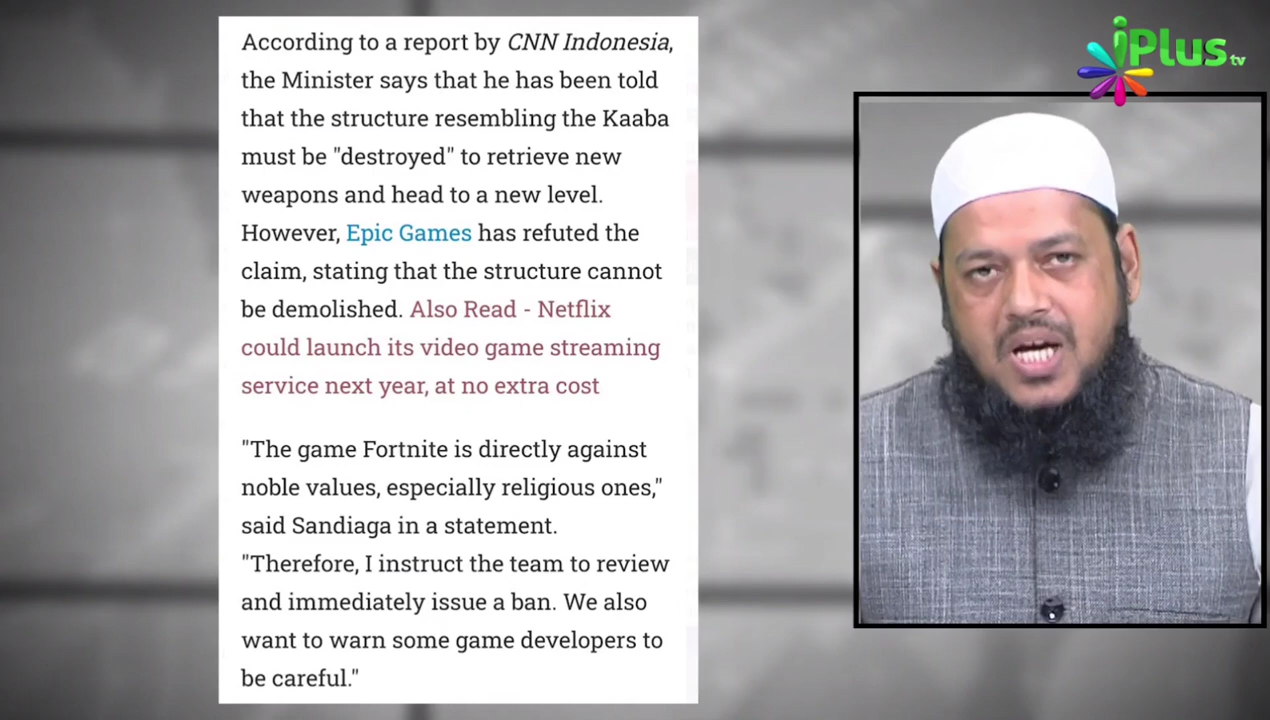 According to a report by CNN Indonesia,
the Minister says that he has been told
that the structure resembling the Kaaba
must be "destroyed" to retrieve new
weapons and head to a new level.
However, Epic Games has refuted the
claim, stating that the structure cannot
be demolished. Also Read - Netflix
could launch its video game streaming
service next year, at no extra cost
"The game Fortnite is directly against
noble values, especially religious ones,"
said Sandiaga in a statement.
"Therefore, I instruct the team to review
and immediately issue a ban. We also
want to warn some game developers to
be careful."
iPlus tv